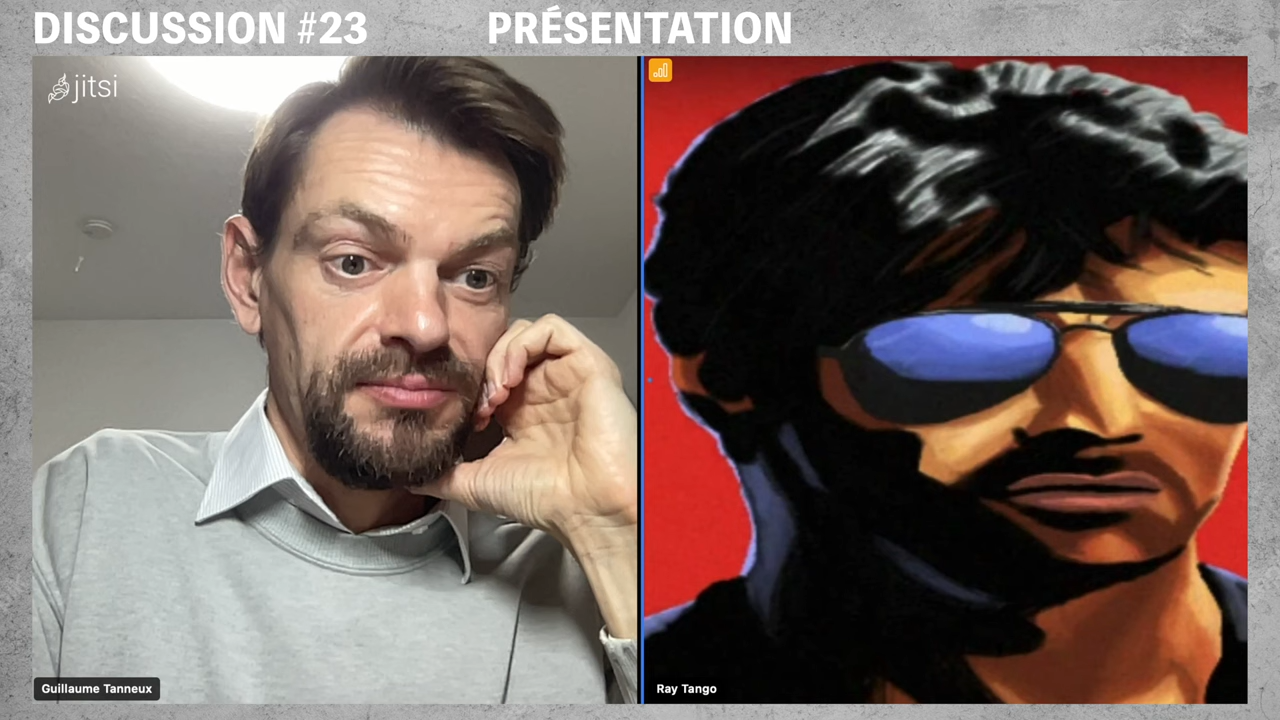 DISCUSSION #23
PRÉSENTATION
jitsi
Guillaume Tanneux
Ray Tango